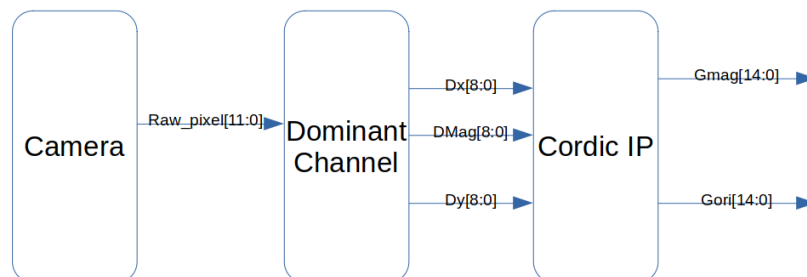 Camera
Raw_pixel[11:0]
Dominant
Channel
Dx[8:0]
DMag[8:0]
Dy[8:0]
Cordic IP
Gmag[14:0]
Gori[14:0]